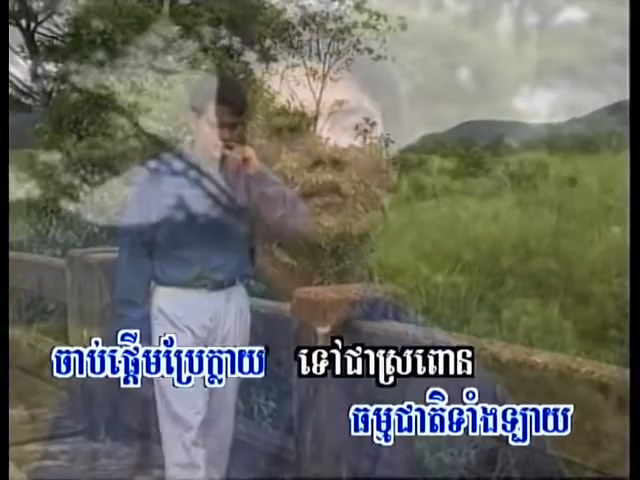 ចាប់ផ្ដើមប្រែក្លាយ ទៅជាស្រពោន
ធម្មជាតិទាំងឡាយ